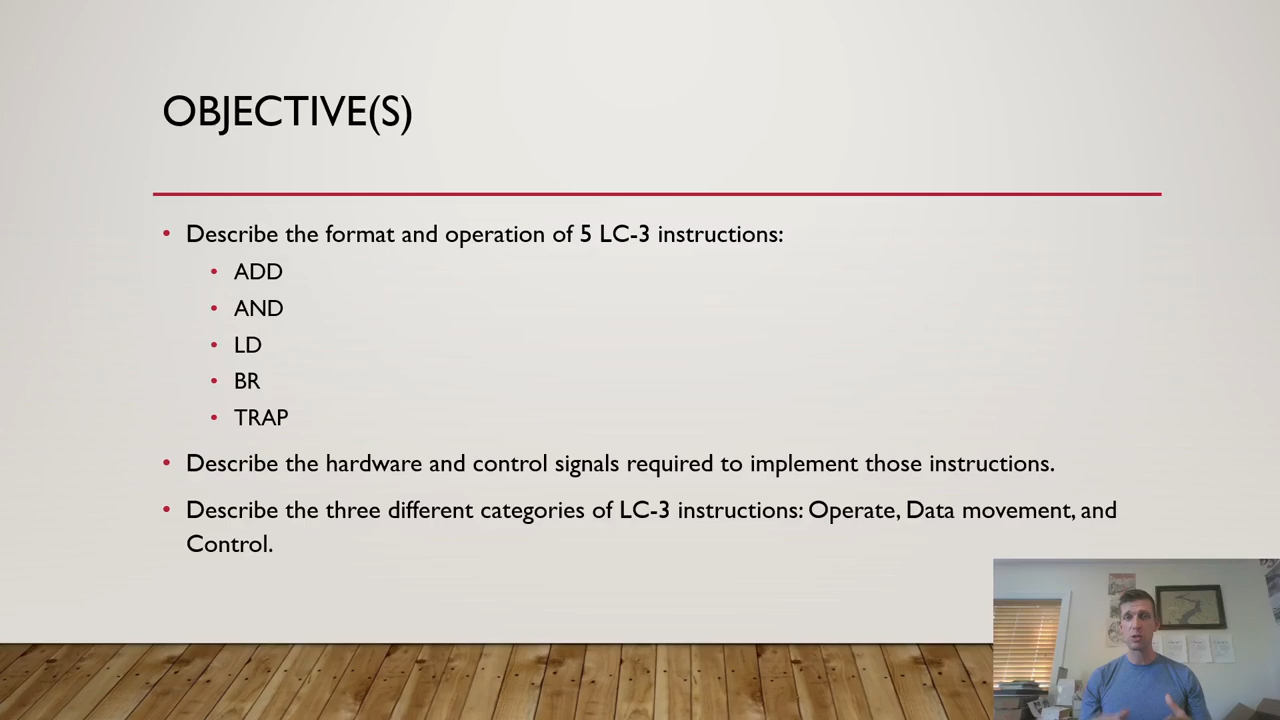 OBJECTIVE(S)
• Describe the format and operation of 5 LC-3 instructions:
• ADD
• AND
• LD
• BR
• TRAP
• Describe the hardware and control signals required to implement those instructions.
• Describe the three different categories of LC-3 instructions: Operate, Data movement, and
Control.